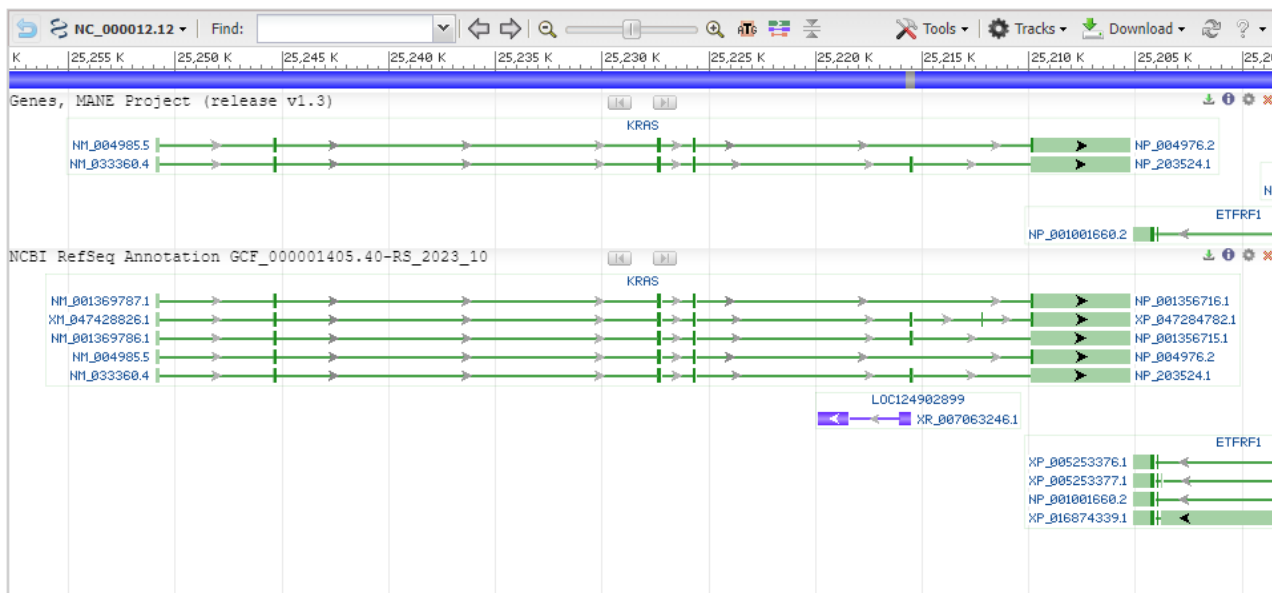 NC_000012.12 Find: Tools Tracks Download ?
K 25,255 K 25,250 K 25,245 K 25,240 K 25,235 K 25,230 K 25,225 K 25,220 K 25,215 K 25,210 K 25,205 K
Genes, MANE Project (release v1.3)
KRAS
NM_004985.5 NP_004976.2
NM_033360.4 NP_203524.1
N
ETFRF1
NP_001001660.2
NCBI RefSeq Annotation GCF_000001405.40-RS_2023_10
KRAS
NM_001369787.1 NP_001356716.1
XM_047428826.1 XP_047284782.1
NM_001369786.1 NP_001356715.1
NM_004985.5 NP_004976.2
NM_033360.4 NP_203524.1
LOC124902899
XR_007063246.1
ETFRF1
XP_005253376.1
XP_005253377.1
NP_001001660.2
XP_016874339.1